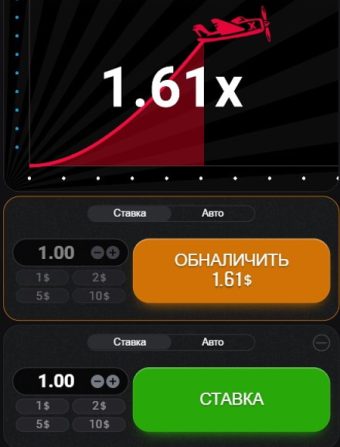 1.61x
Ставка Авто
1.00
1$ 2$
5$ 10$
ОБНАЛИЧИТЬ
1.61$
Ставка Авто
1.00
1$ 2$
5$ 10$
СТАВКА